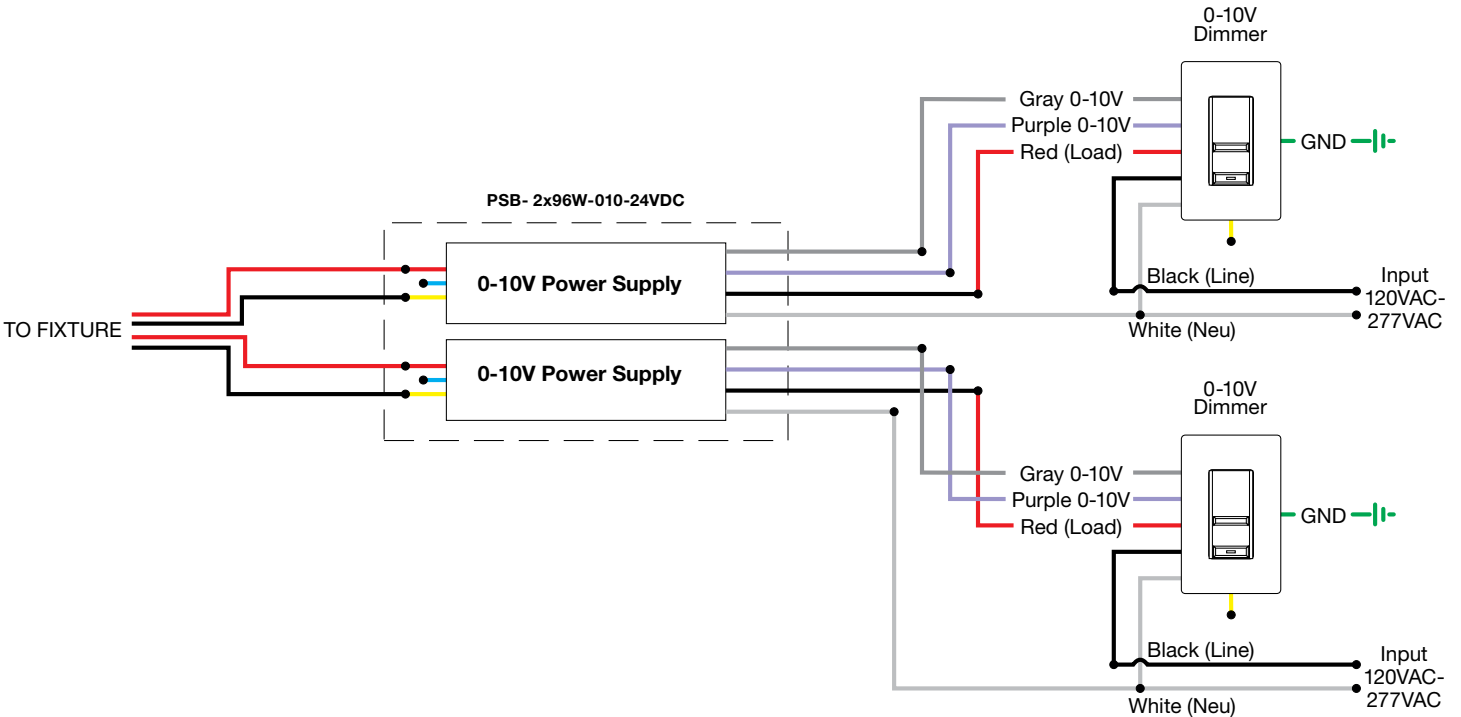 0-10V
Dimmer
Gray 0-10V
Purple 0-10V
Red (Load)
GND
PSB- 2x96W-010-24VDC
0-10V Power Supply
Black (Line)
Input
120VAC-
277VAC
White (Neu)
TO FIXTURE
0-10V Power Supply
0-10V
Dimmer
Gray 0-10V
Purple 0-10V
Red (Load)
GND
Black (Line)
Input
120VAC-
277VAC
White (Neu)